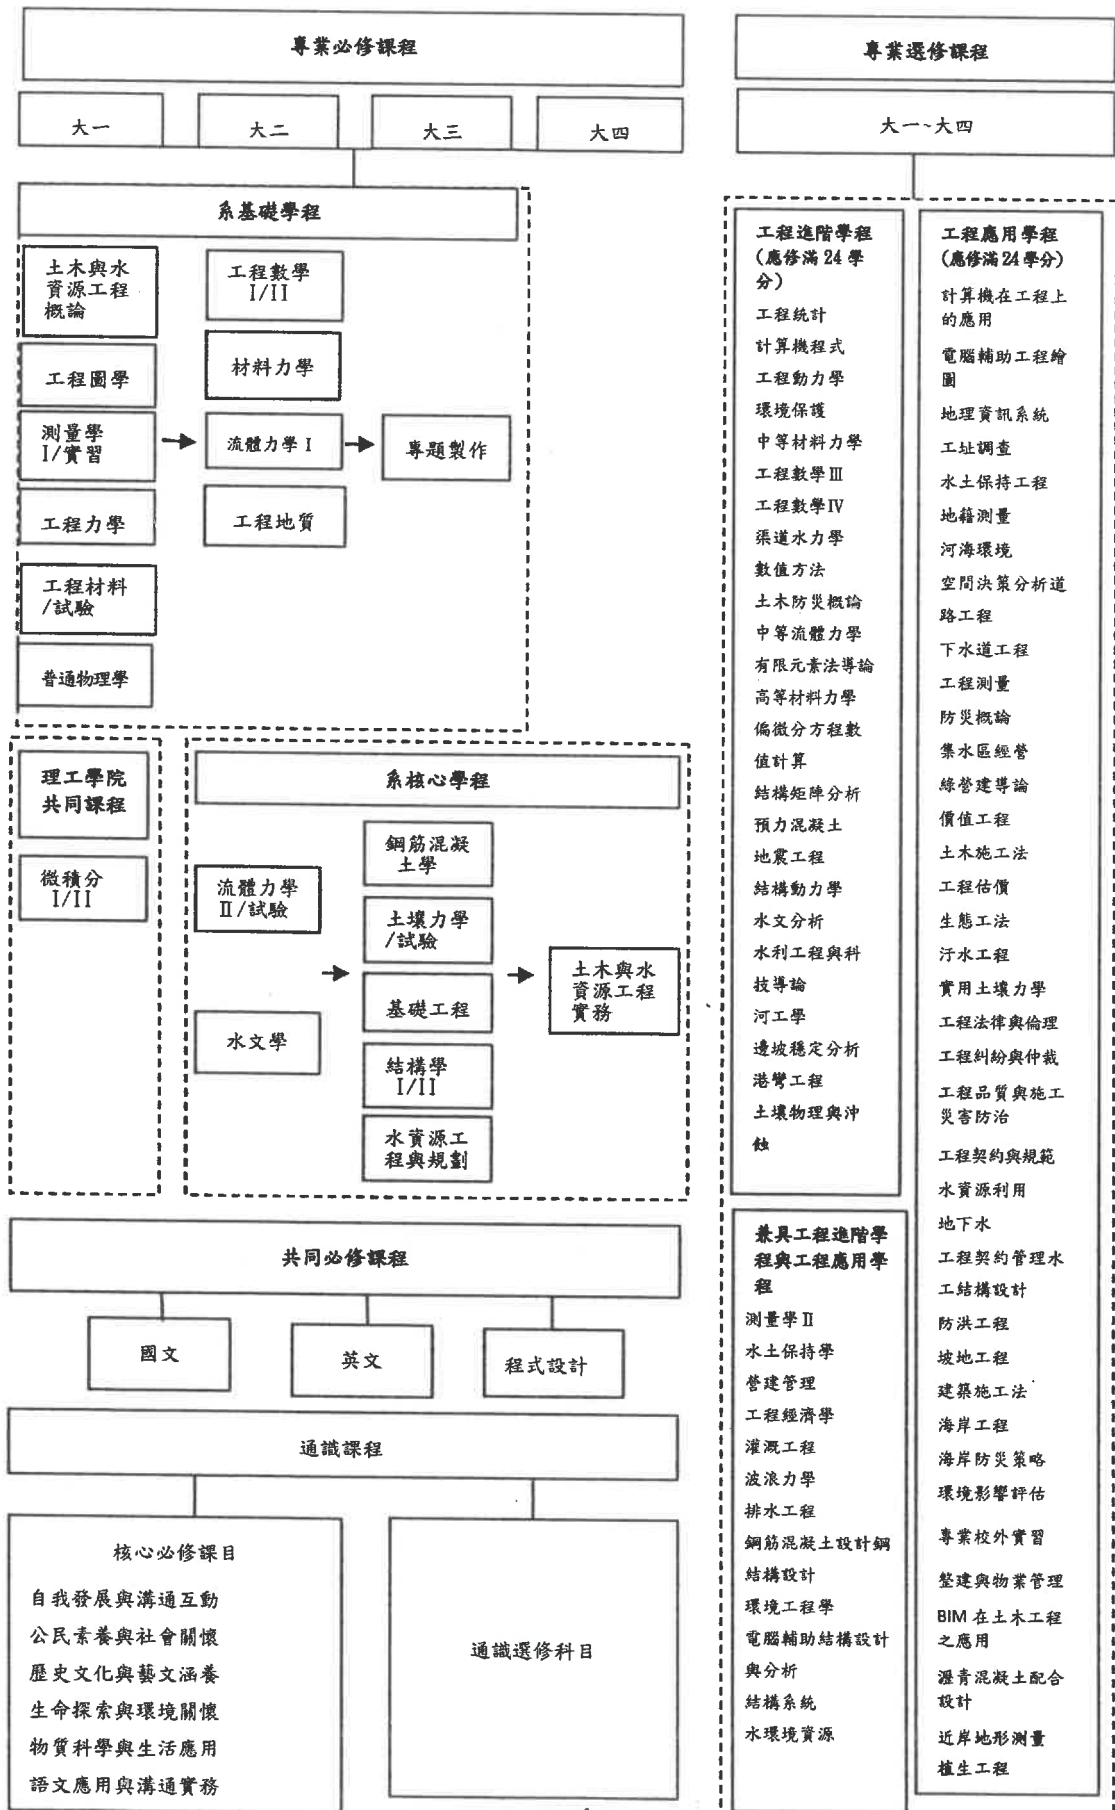 專業必修課程
大一
大二
大三
大四
系基礎學程
土木與水
資源工程
概論
工程圖學
測量學
I/實習
工程力學
工程材料
/試驗
普通物理學
工程數學
I/II
材料力學
流體力學 I
工程地質
專題製作
理工學院
共同課程
微積分
I/II
系核心學程
流體力學
II/試驗
水文學
鋼筋混凝
土學
土壤力學
/試驗
基礎工程
結構學
I/II
水資源工
程與規劃
土木與水
資源工程
實務
共同必修課程
國文
英文
程式設計
通識課程
核心必修課目
自我發展與溝通互動
公民素養與社會關懷
歷史文化與藝文涵養
生命探索與環境關懷
物質科學與生活應用
語文應用與溝通實務
通識選修科目
專業選修課程
大一~大四
工程進階學程
(應修滿 24 學
分)
工程統計
計算機程式
工程動力學
環境保護
中等材料力學
工程數學III
工程數學IV
渠道水力學
數值方法
土木防災概論
中等流體力學
有限元素法導論
高等材料力學
偏微分方程數
值計算
結構矩陣分析
預力混凝土
地震工程
結構動力學
水文分析
水利工程與科
技導論
河工學
邊坡穩定分析
港彎工程
土壤物理與沖
蝕
兼具工程進階學
程與工程應用學
程
測量學II
水土保持學
營建管理
工程經濟學
灌溉工程
波浪力學
排水工程
鋼筋混凝土設計鋼
結構設計
環境工程學
電腦輔助結構設計
與分析
結構系統
水環境資源
工程應用學程
(應修滿 24 學分)
計算機在工程上
的應用
電腦輔助工程繪
圖
地理資訊系統
工址調查
水土保持工程
地籍測量
河海環境
空間決策分析道
路工程
下水道工程
工程測量
防災概論
集水區經營
綠營建導論
價值工程
土木施工法
工程估價
生態工法
汙水工程
實用土壤力學
工程法律與倫理
工程糾紛與仲裁
工程品質與施工
災害防治
工程契約與規範
水資源利用
地下水
工程契約管理水
工結構設計
防洪工程
坡地工程
建築施工法
海岸工程
海岸防災策略
環境影響評估
專業校外實習
整建與物業管理
BIM 在土木工程
之應用
瀝青混凝土配合
設計
近岸地形測量
植生工程